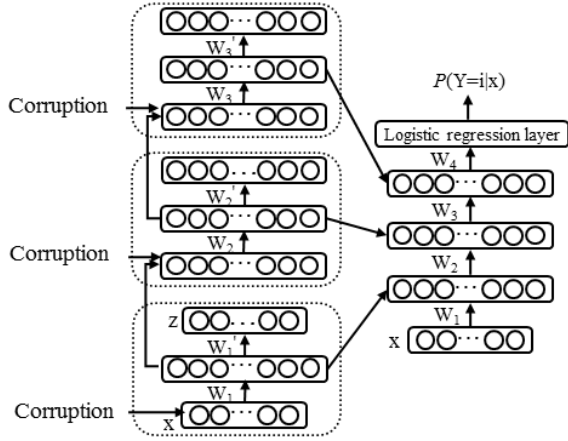 W₃'
W₃
Corruption
W₂'
W₂
Corruption
z
W₁'
W₁
x
Corruption
P(Y=i|x)
Logistic regression layer
W₄
W₃
W₂
W₁
x